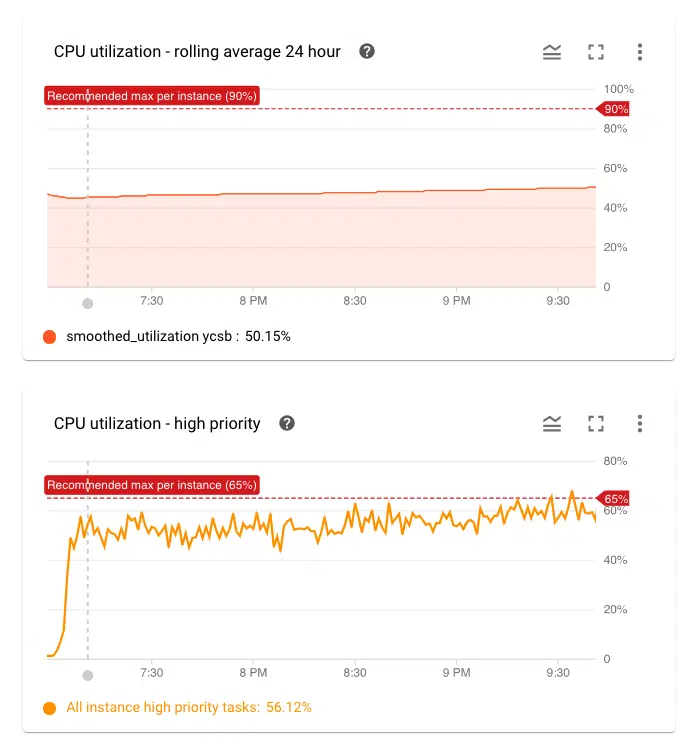 CPU utilization - rolling average 24 hour
100%
Recommended max per instance (90%)
90%
80%
60%
40%
20%
0
7:30 8 PM 8:30 9 PM 9:30
smoothed_utilization ycsb : 50.15%
CPU utilization - high priority
80%
Recommended max per instance (65%)
65%
60%
40%
20%
0
7:30 8 PM 8:30 9 PM 9:30
All instance high priority tasks: 56.12%